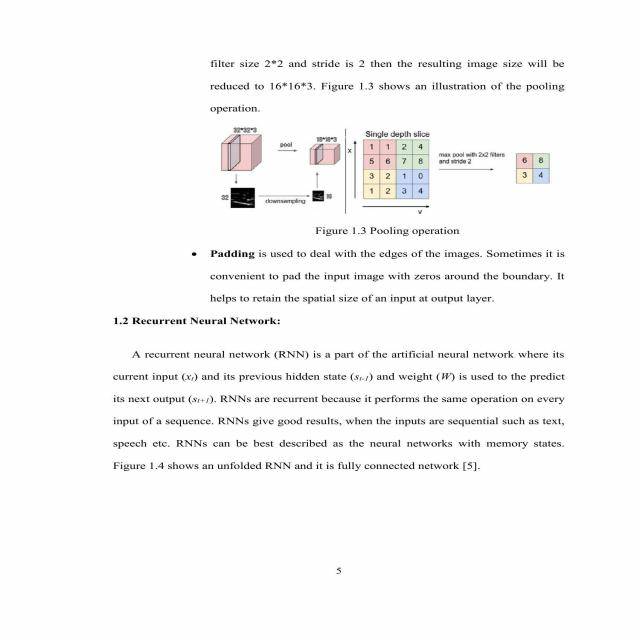 filter size 2*2 and stride is 2 then the resulting image size will be
reduced to 16*16*3. Figure 1.3 shows an illustration of the pooling
operation.
32*32*3
pool
16*16*3
32
downsampling
16
Single depth slice
x
1 1 2 4
5 6 7 8
3 2 1 0
1 2 3 4
y
max pool with 2x2 filters
and stride 2
6 8
3 4
Figure 1.3 Pooling operation
• Padding is used to deal with the edges of the images. Sometimes it is
convenient to pad the input image with zeros around the boundary. It
helps to retain the spatial size of an input at output layer.
1.2 Recurrent Neural Network:
A recurrent neural network (RNN) is a part of the artificial neural network where its
current input (xt) and its previous hidden state (st-1) and weight (W) is used to the predict
its next output (st+1). RNNs are recurrent because it performs the same operation on every
input of a sequence. RNNs give good results, when the inputs are sequential such as text,
speech etc. RNNs can be best described as the neural networks with memory states.
Figure 1.4 shows an unfolded RNN and it is fully connected network [5].
5